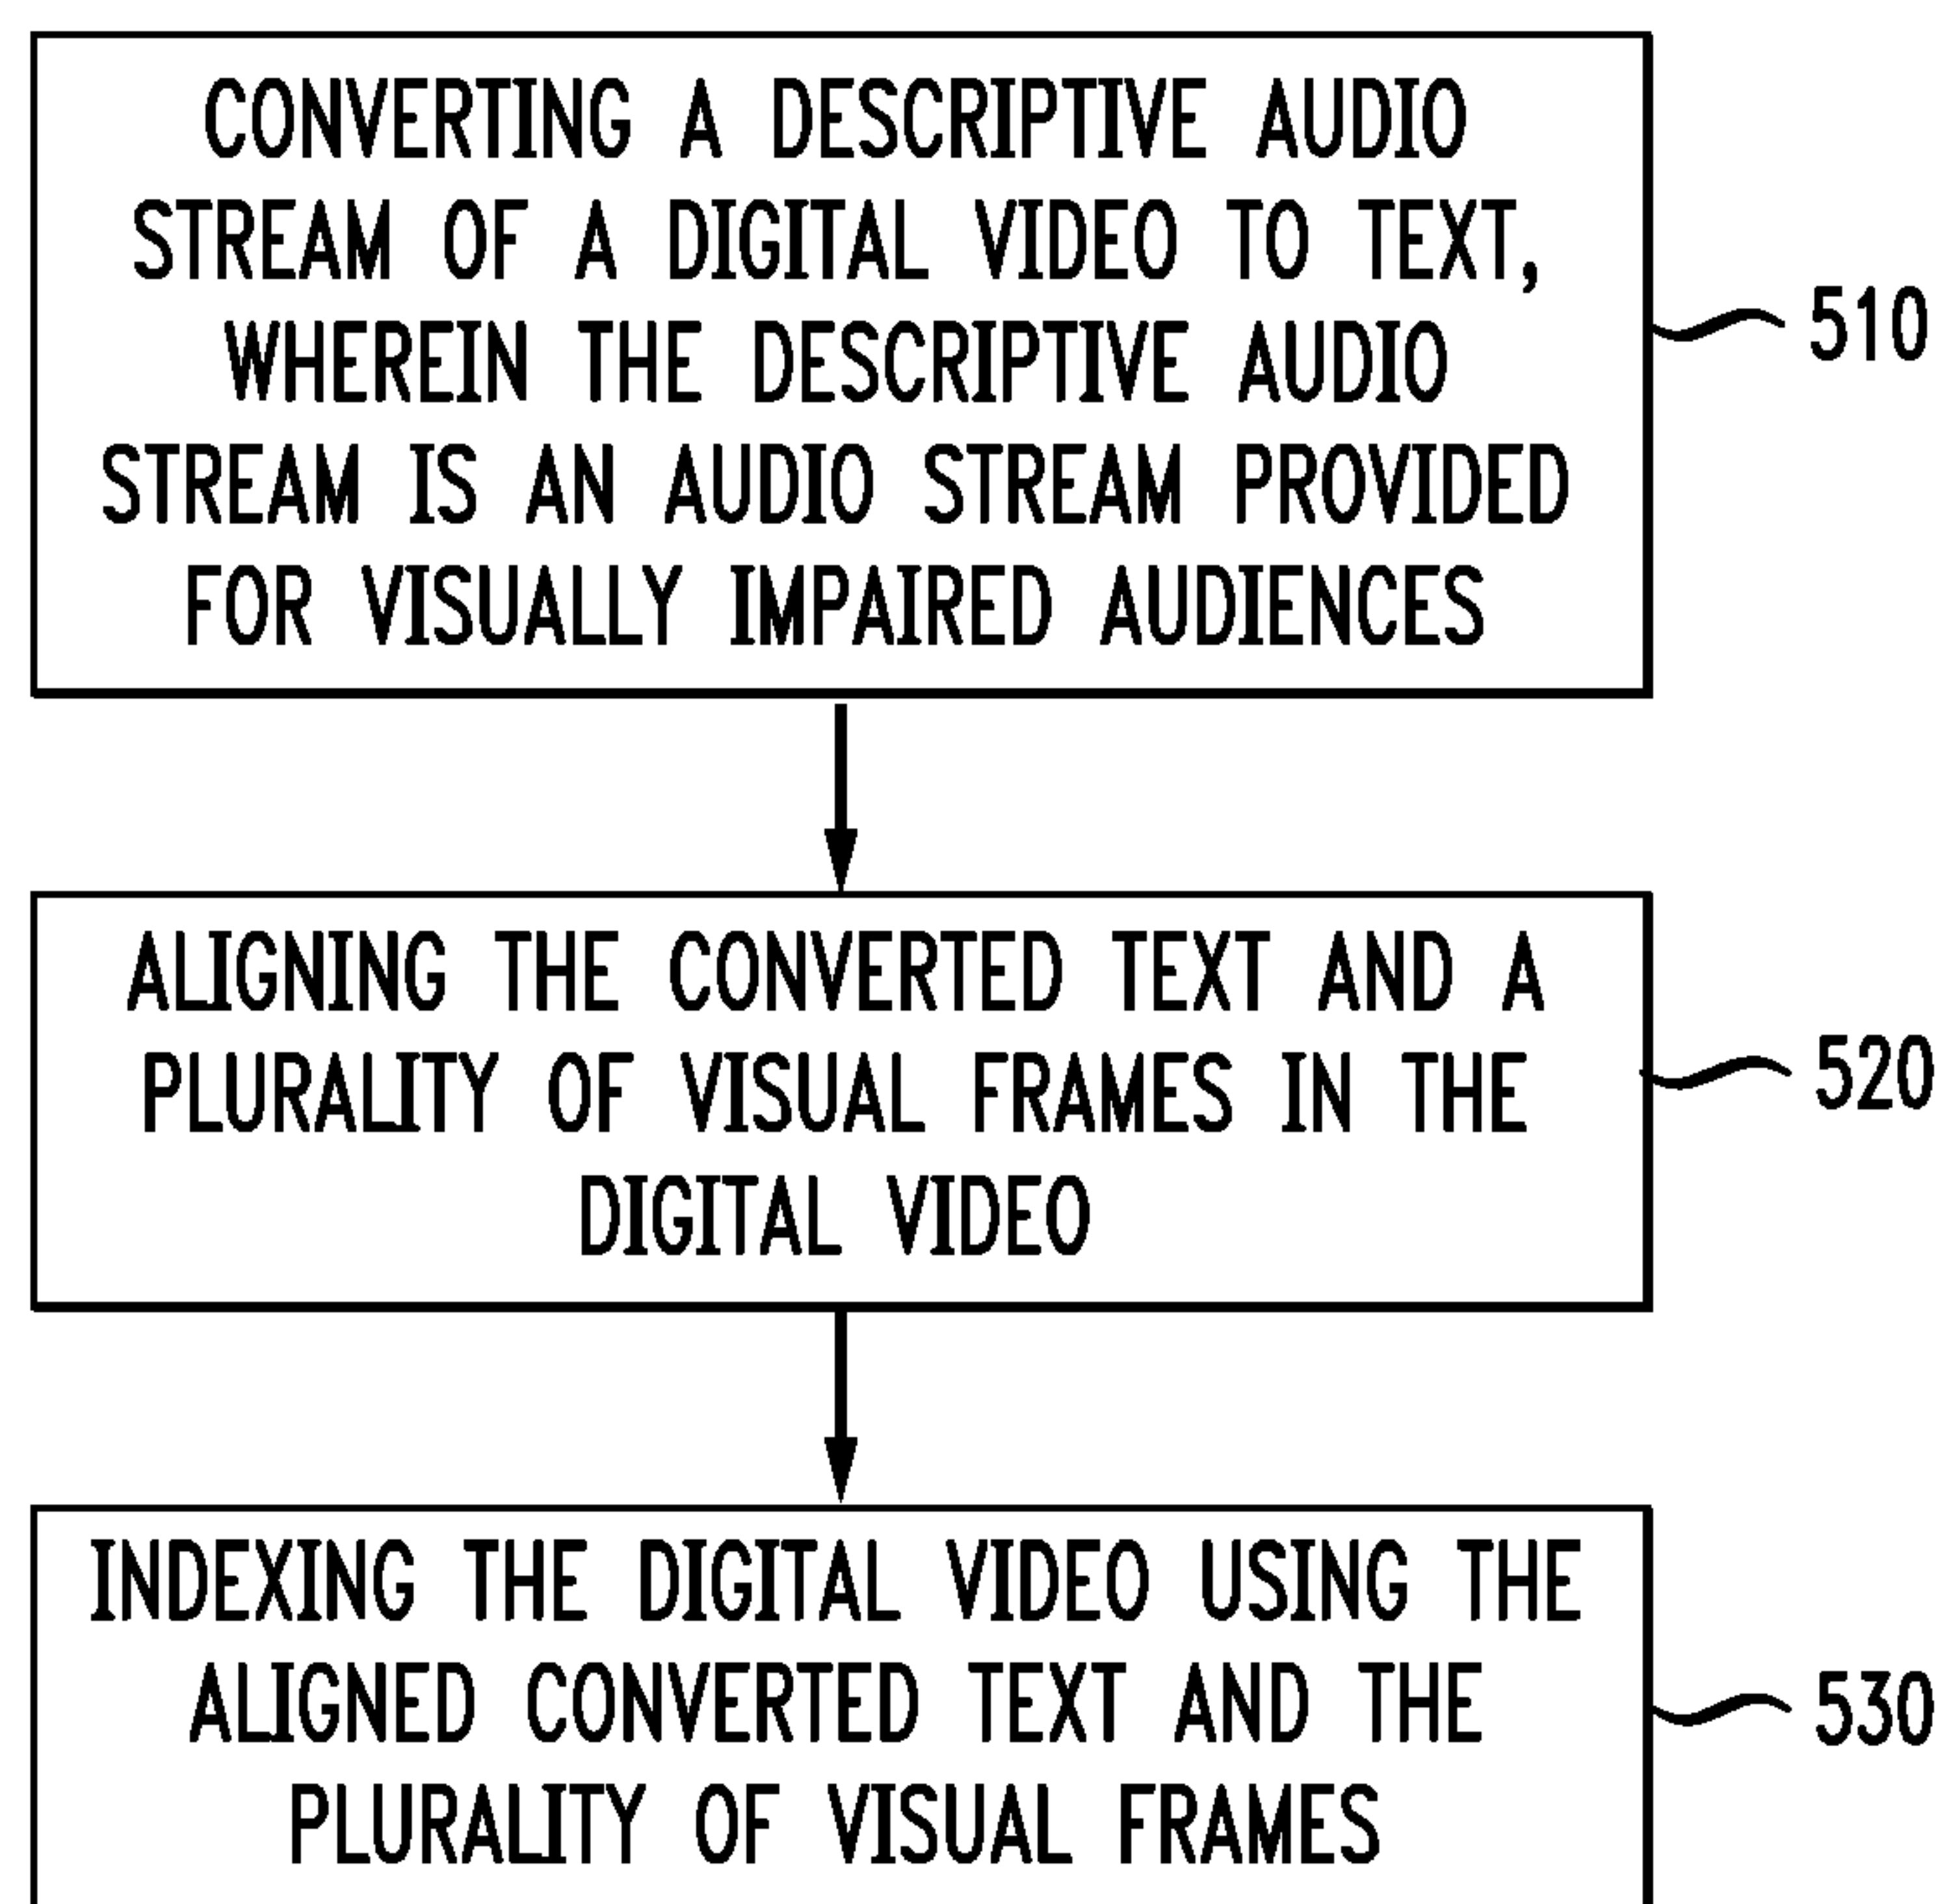 CONVERTING A DESCRIPTIVE AUDIO
STREAM OF A DIGITAL VIDEO TO TEXT,
WHEREIN THE DESCRIPTIVE AUDIO
STREAM IS AN AUDIO STREAM PROVIDED
FOR VISUALLY IMPAIRED AUDIENCES
510
ALIGNING THE CONVERTED TEXT AND A
PLURALITY OF VISUAL FRAMES IN THE
DIGITAL VIDEO
520
INDEXING THE DIGITAL VIDEO USING THE
ALIGNED CONVERTED TEXT AND THE
PLURALITY OF VISUAL FRAMES
530